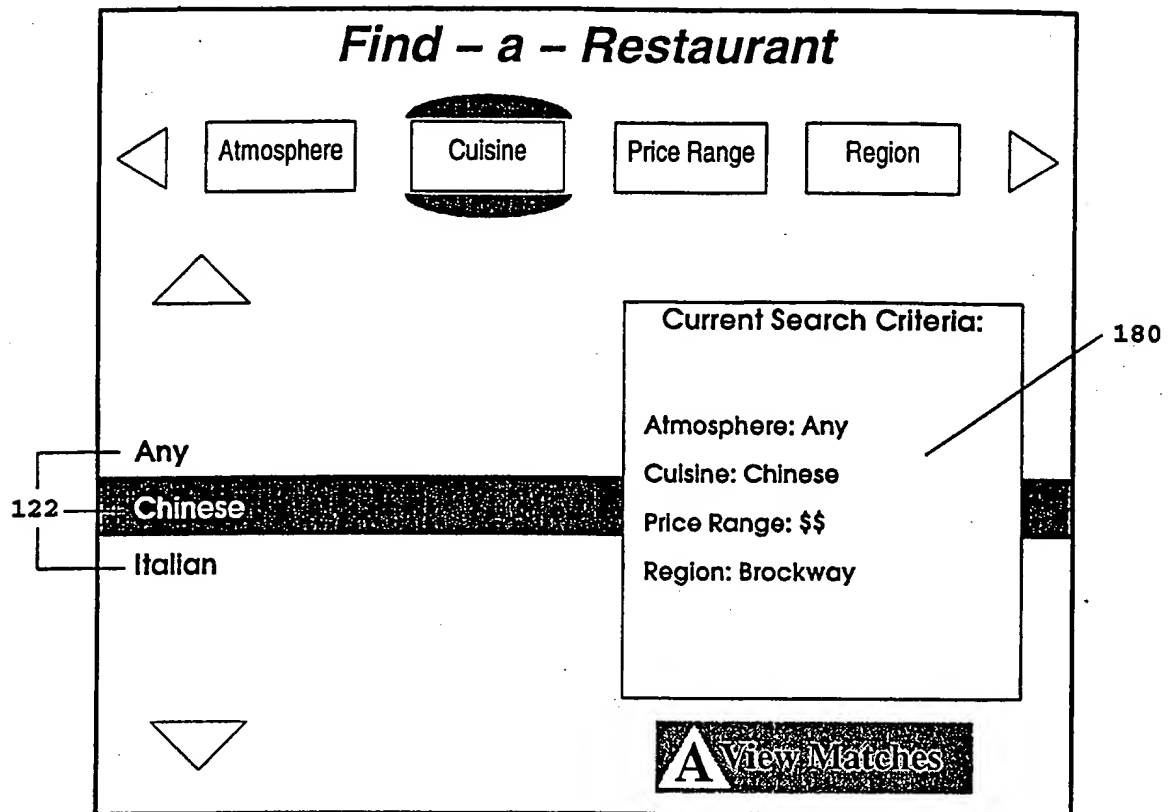 Find – a – Restaurant
Atmosphere
Cuisine
Price Range
Region
Current Search Criteria:
180
Atmosphere: Any
Cuisine: Chinese
Price Range: $$
Region: Brockway
Any
122
Chinese
Italian
A View Matches